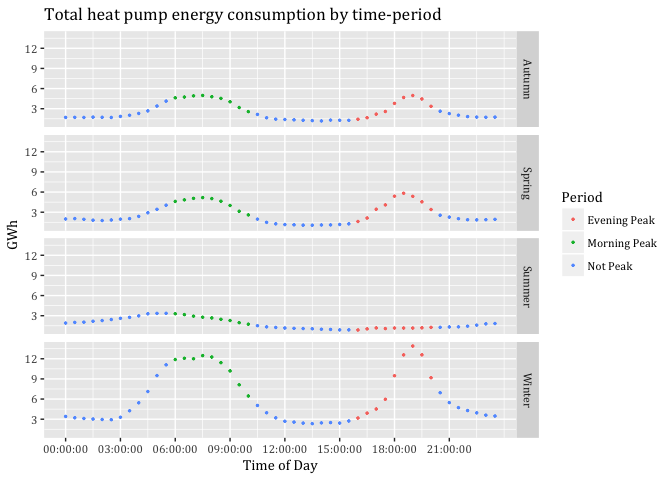 Total heat pump energy consumption by time-period
12
9
6
3
Autumn
12
9
6
3
Spring
12
9
6
3
Summer
12
9
6
3
Winter
GWh
00:00:00 03:00:00 06:00:00 09:00:00 12:00:00 15:00:00 18:00:00 21:00:00
Time of Day
Period
Evening Peak
Morning Peak
Not Peak